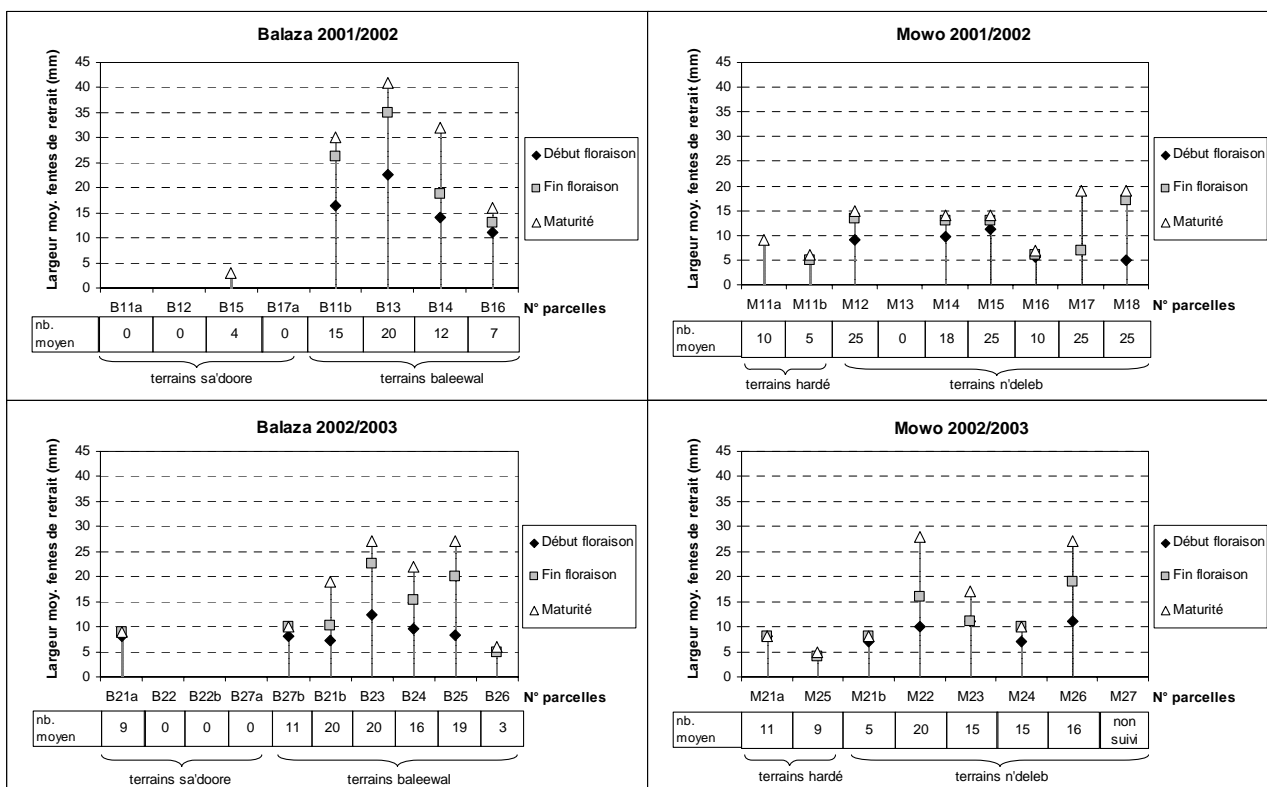 Balaza 2001/2002
Largeur moy. fentes de retrait (mm)
45
40
35
30
25
20
15
10
5
0
Début floraison
Fin floraison
Maturité
B11a B12 B15 B17a B11b B13 B14 B16 N° parcelles
nb. moyen 0 0 4 0 15 20 12 7
terrains sa'doore terrains baleewal
Mowo 2001/2002
Largeur moy. fentes de retrait (mm)
45
40
35
30
25
20
15
10
5
0
Début floraison
Fin floraison
Maturité
M11a M11b M12 M13 M14 M15 M16 M17 M18 N° parcelles
nb. moyen 10 5 25 0 18 25 10 25 25
terrains hardé terrains n'deleb
Balaza 2002/2003
Largeur moy. fentes de retrait (mm)
45
40
35
30
25
20
15
10
5
0
Début floraison
Fin floraison
Maturité
B21a B22 B22b B27a B27b B21b B23 B24 B25 B26 N° parcelles
nb. moyen 9 0 0 0 11 20 20 16 19 3
terrains sa'doore terrains baleewal
Mowo 2002/2003
Largeur moy. fentes de retrait (mm)
45
40
35
30
25
20
15
10
5
0
Début floraison
Fin floraison
Maturité
M21a M25 M21b M22 M23 M24 M26 M27 N° parcelles
nb. moyen 11 9 5 20 15 15 16 non suivi
terrains hardé terrains n'deleb